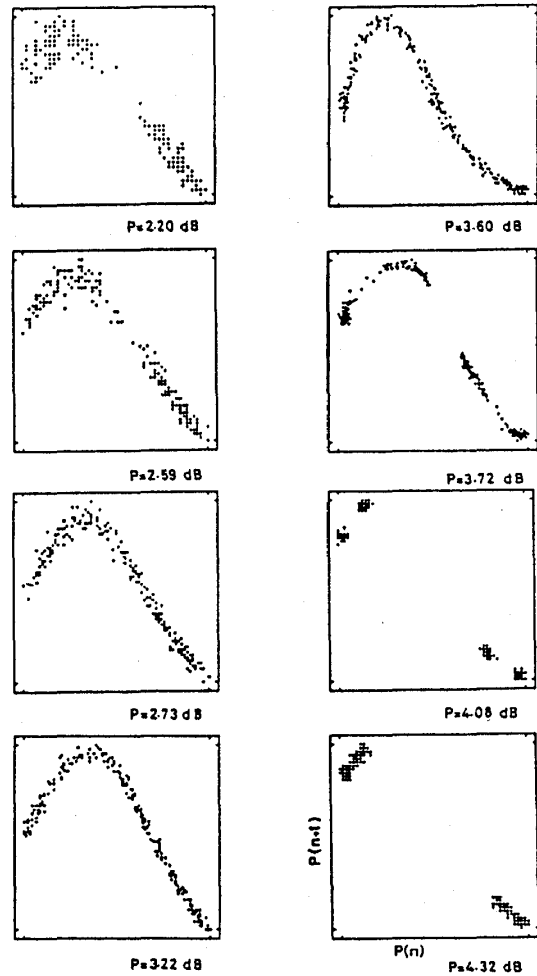 P=2·20 dB
P=3·60 dB
P=2·59 dB
P=3·72 dB
P=2·73 dB
P=4·08 dB
P=3·22 dB
P(n+1)
P(n)
P=4·32 dB